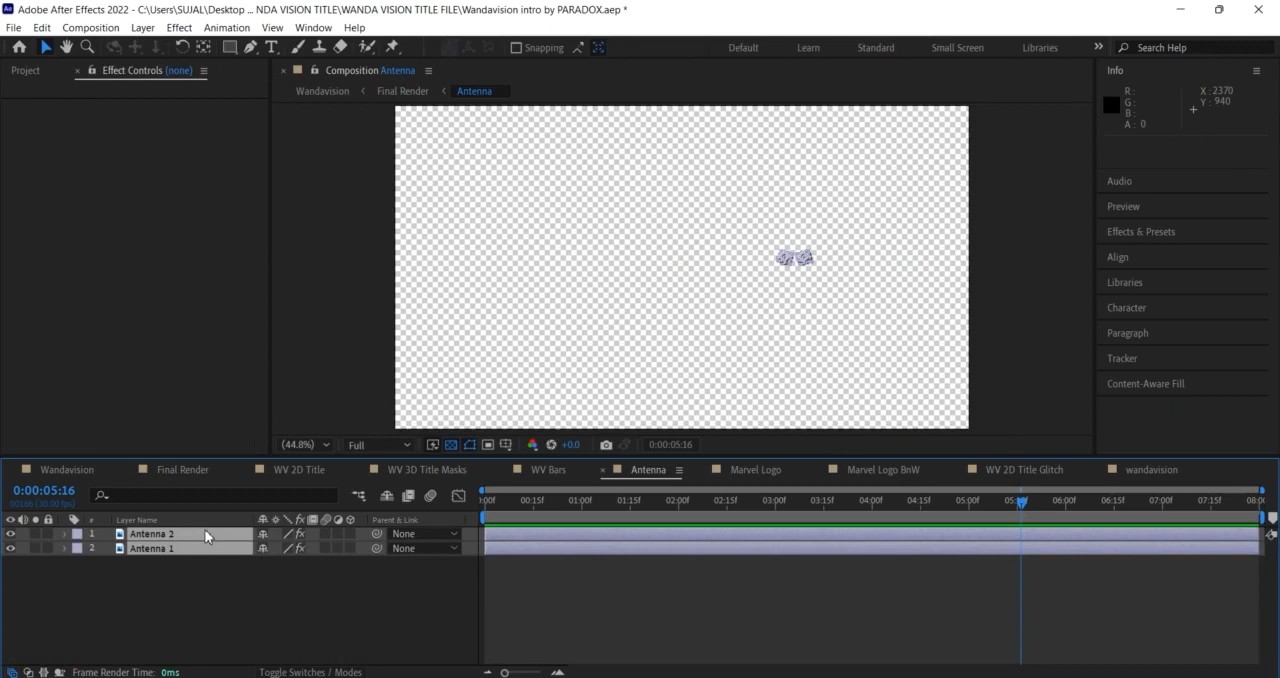 Adobe After Effects 2022 - C:\Users\SUJAL\Desktop ... NDA VISION TITLE\WANDA VISION TITLE FILE\Wandavision intro by PARADOX.aep *
File Edit Composition Layer Effect Animation View Window Help
Snapping Default Learn Standard Small Screen Libraries Search Help
Project Effect Controls (none) Composition Antenna Info
Wandavision Final Render Antenna
R: X: 2370
G: Y: 940
B:
A: 0
Audio
Preview
Effects & Presets
Align
Libraries
Character
Paragraph
Tracker
Content-Aware Fill
(44.8%) Full +0.0 0:00:05:16
Wandavision Final Render WV 2D Title WV 3D Title Masks WV Bars Antenna Marvel Logo Marvel Logo BnW WV 2D Title Glitch wandavision
0:00:05:16
00166 (30.00 fps)
00:15f 01:00f 01:15f 02:00f 02:15f 03:00f 03:15f 04:00f 04:15f 05:00f 06:00f 06:15f 07:00f 07:15f
# Layer Name Parent & Link
1 Antenna 2 None
2 Antenna 1 None
Frame Render Time: 0ms Toggle Switches / Modes